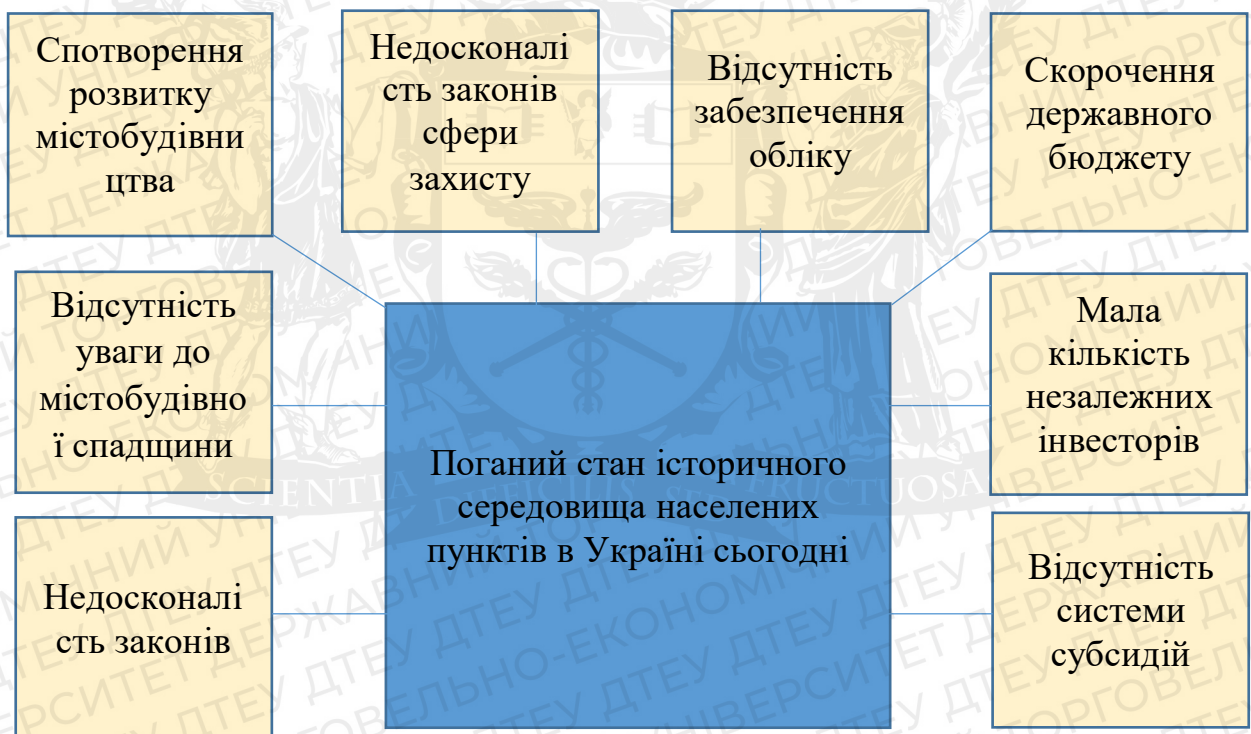 Спотворення
розвитку
містобудівни
цтва
Недосконалі
сть законів
сфери
захисту
Відсутність
забезпечення
обліку
Скорочення
державного
бюджету
Відсутність
уваги до
містобудівно
ї спадщини
Мала
кількість
незалежних
інвесторів
Поганий стан історичного
середовища населених
пунктів в Україні сьогодні
Недосконалі
сть законів
Відсутність
системи
субсидій